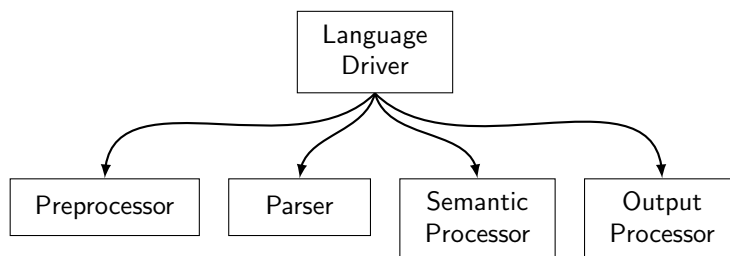 Language
Driver
Preprocessor
Parser
Semantic
Processor
Output
Processor